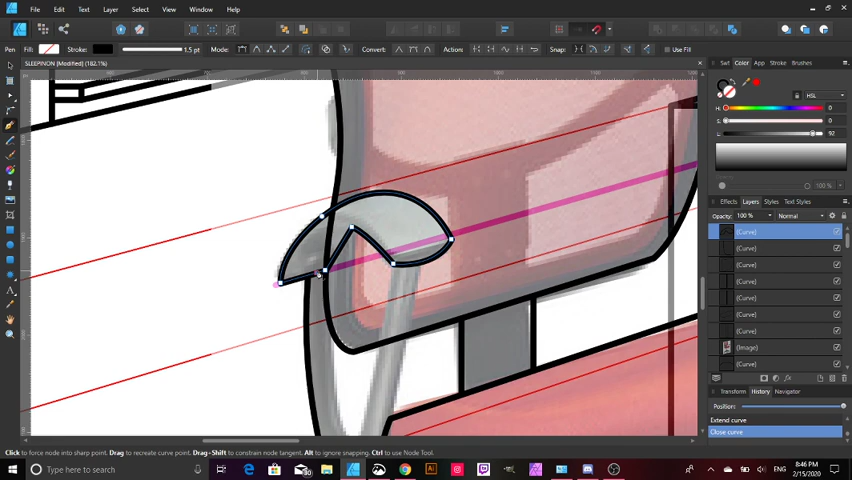 File Edit Text Layer Select View Window Help
Pen Fill: Stroke: 1.5 pt Mode: Convert: Action: Snap: Use Fill
SLEEPINON [Modified] (182.1%)
Swt Color App Stroke Brushes
HSL
H: 0
S: 0
L: 92
100 %
Effects Layers Styles Text Styles
Opacity: 100 % Normal
(Curve)
(Curve)
(Curve)
(Curve)
(Curve)
(Curve)
(Curve)
(Image)
(Curve)
Transform History Navigator
Position:
Extend curve
Close curve
Click to force node into sharp point. Drag to create curve point. Drag+Shift to constrain node tangent. Alt to ignore snapping. Ctrl to use Node Tool.
Type here to search
8:46 PM
2/15/2020